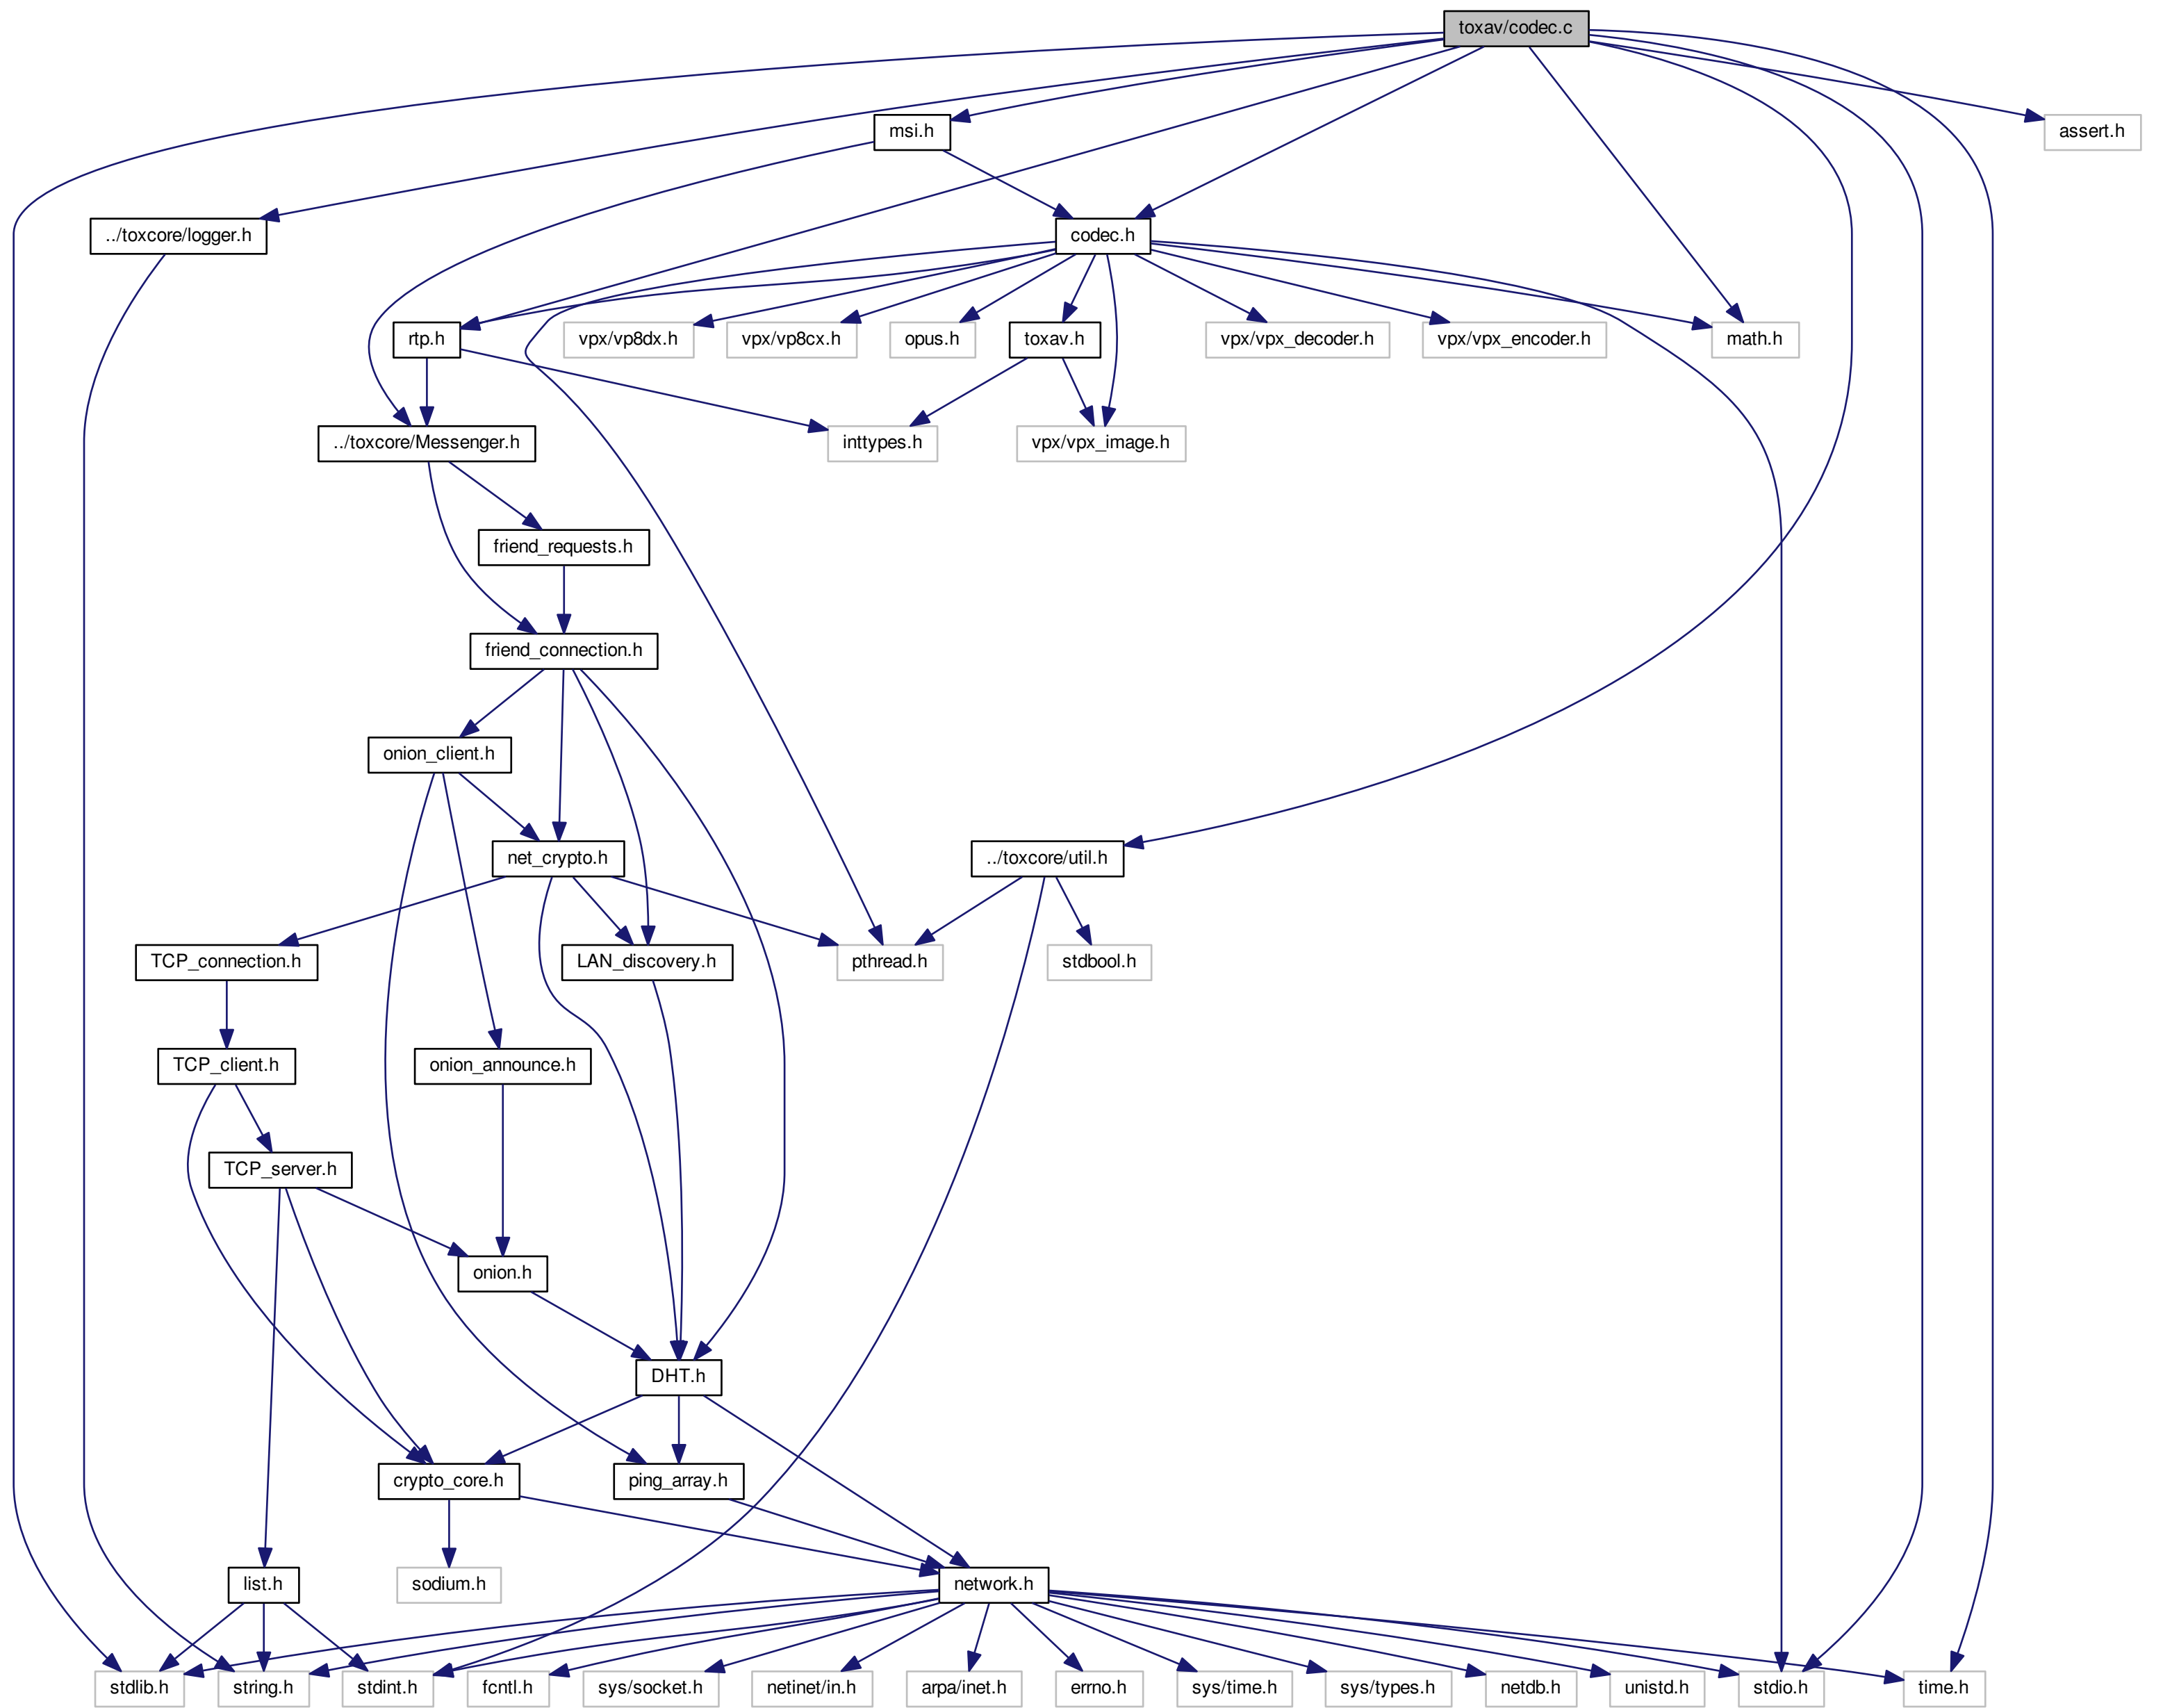 toxav/codec.c
msi.h
assert.h
../toxcore/logger.h
codec.h
rtp.h
vpx/vp8dx.h
vpx/vp8cx.h
opus.h
toxav.h
vpx/vpx_decoder.h
vpx/vpx_encoder.h
math.h
../toxcore/Messenger.h
inttypes.h
vpx/vpx_image.h
friend_requests.h
friend_connection.h
onion_client.h
net_crypto.h
../toxcore/util.h
TCP_connection.h
LAN_discovery.h
pthread.h
stdbool.h
TCP_client.h
onion_announce.h
TCP_server.h
onion.h
DHT.h
crypto_core.h
ping_array.h
list.h
sodium.h
network.h
stdlib.h
string.h
stdint.h
fcntl.h
sys/socket.h
netinet/in.h
arpa/inet.h
errno.h
sys/time.h
sys/types.h
netdb.h
unistd.h
stdio.h
time.h